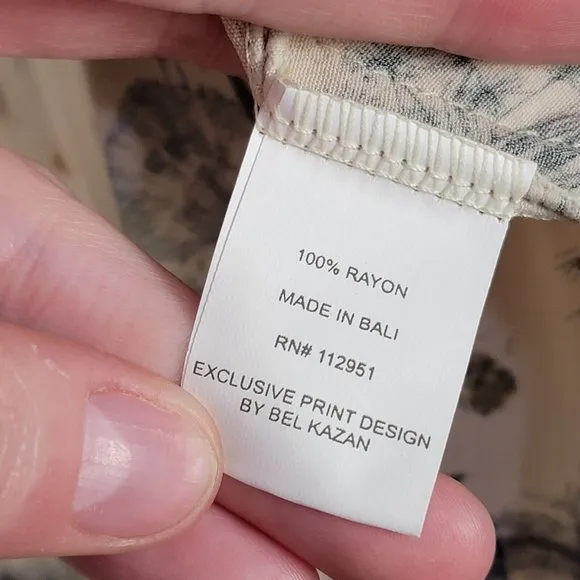 100% RAYON
MADE IN BALI
RN# 112951
EXCLUSIVE PRINT DESIGN
BY BEL KAZAN